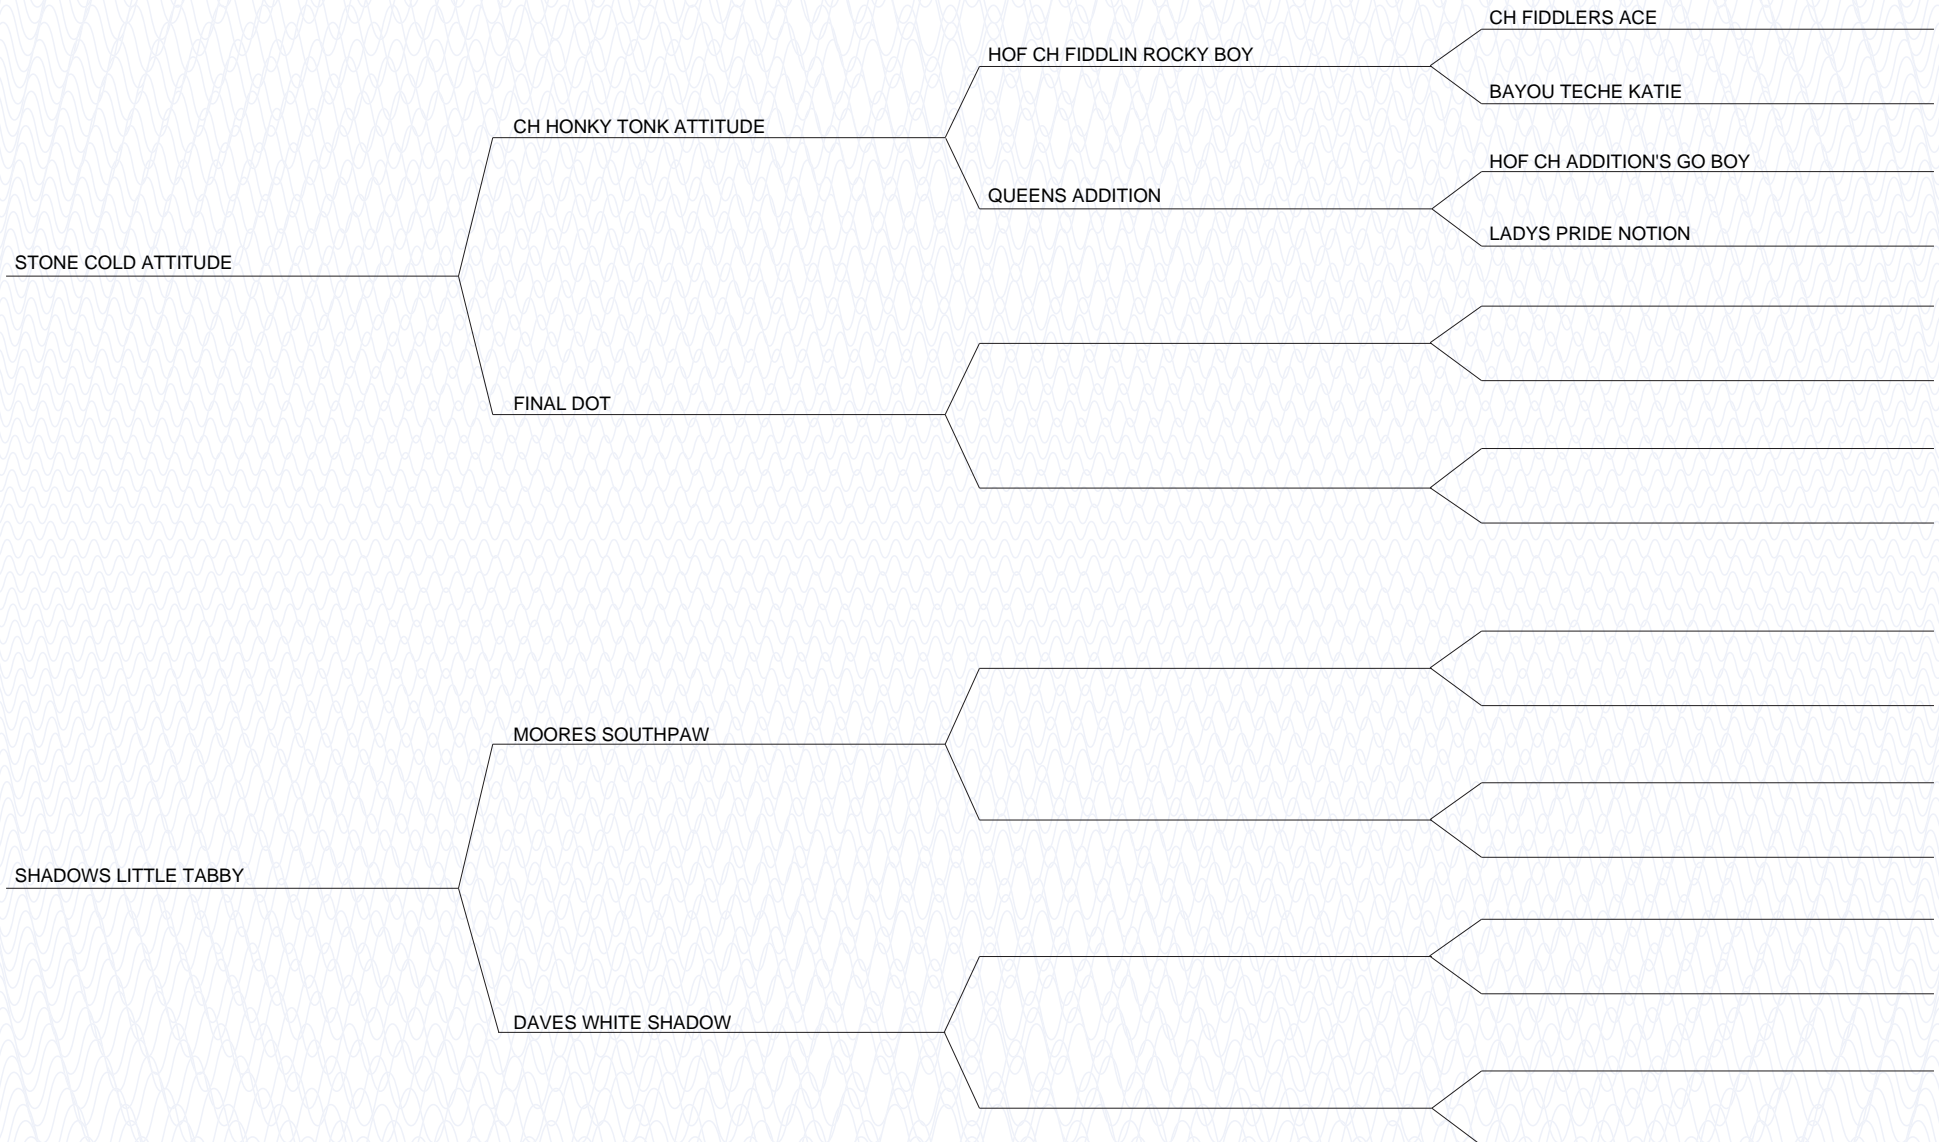 CH FIDDLERS ACE
HOF CH FIDDLIN ROCKY BOY
BAYOU TECHE KATIE
CH HONKY TONK ATTITUDE
HOF CH ADDITION'S GO BOY
QUEENS ADDITION
LADYS PRIDE NOTION
STONE COLD ATTITUDE
FINAL DOT
MOORES SOUTHPAW
SHADOWS LITTLE TABBY
DAVES WHITE SHADOW